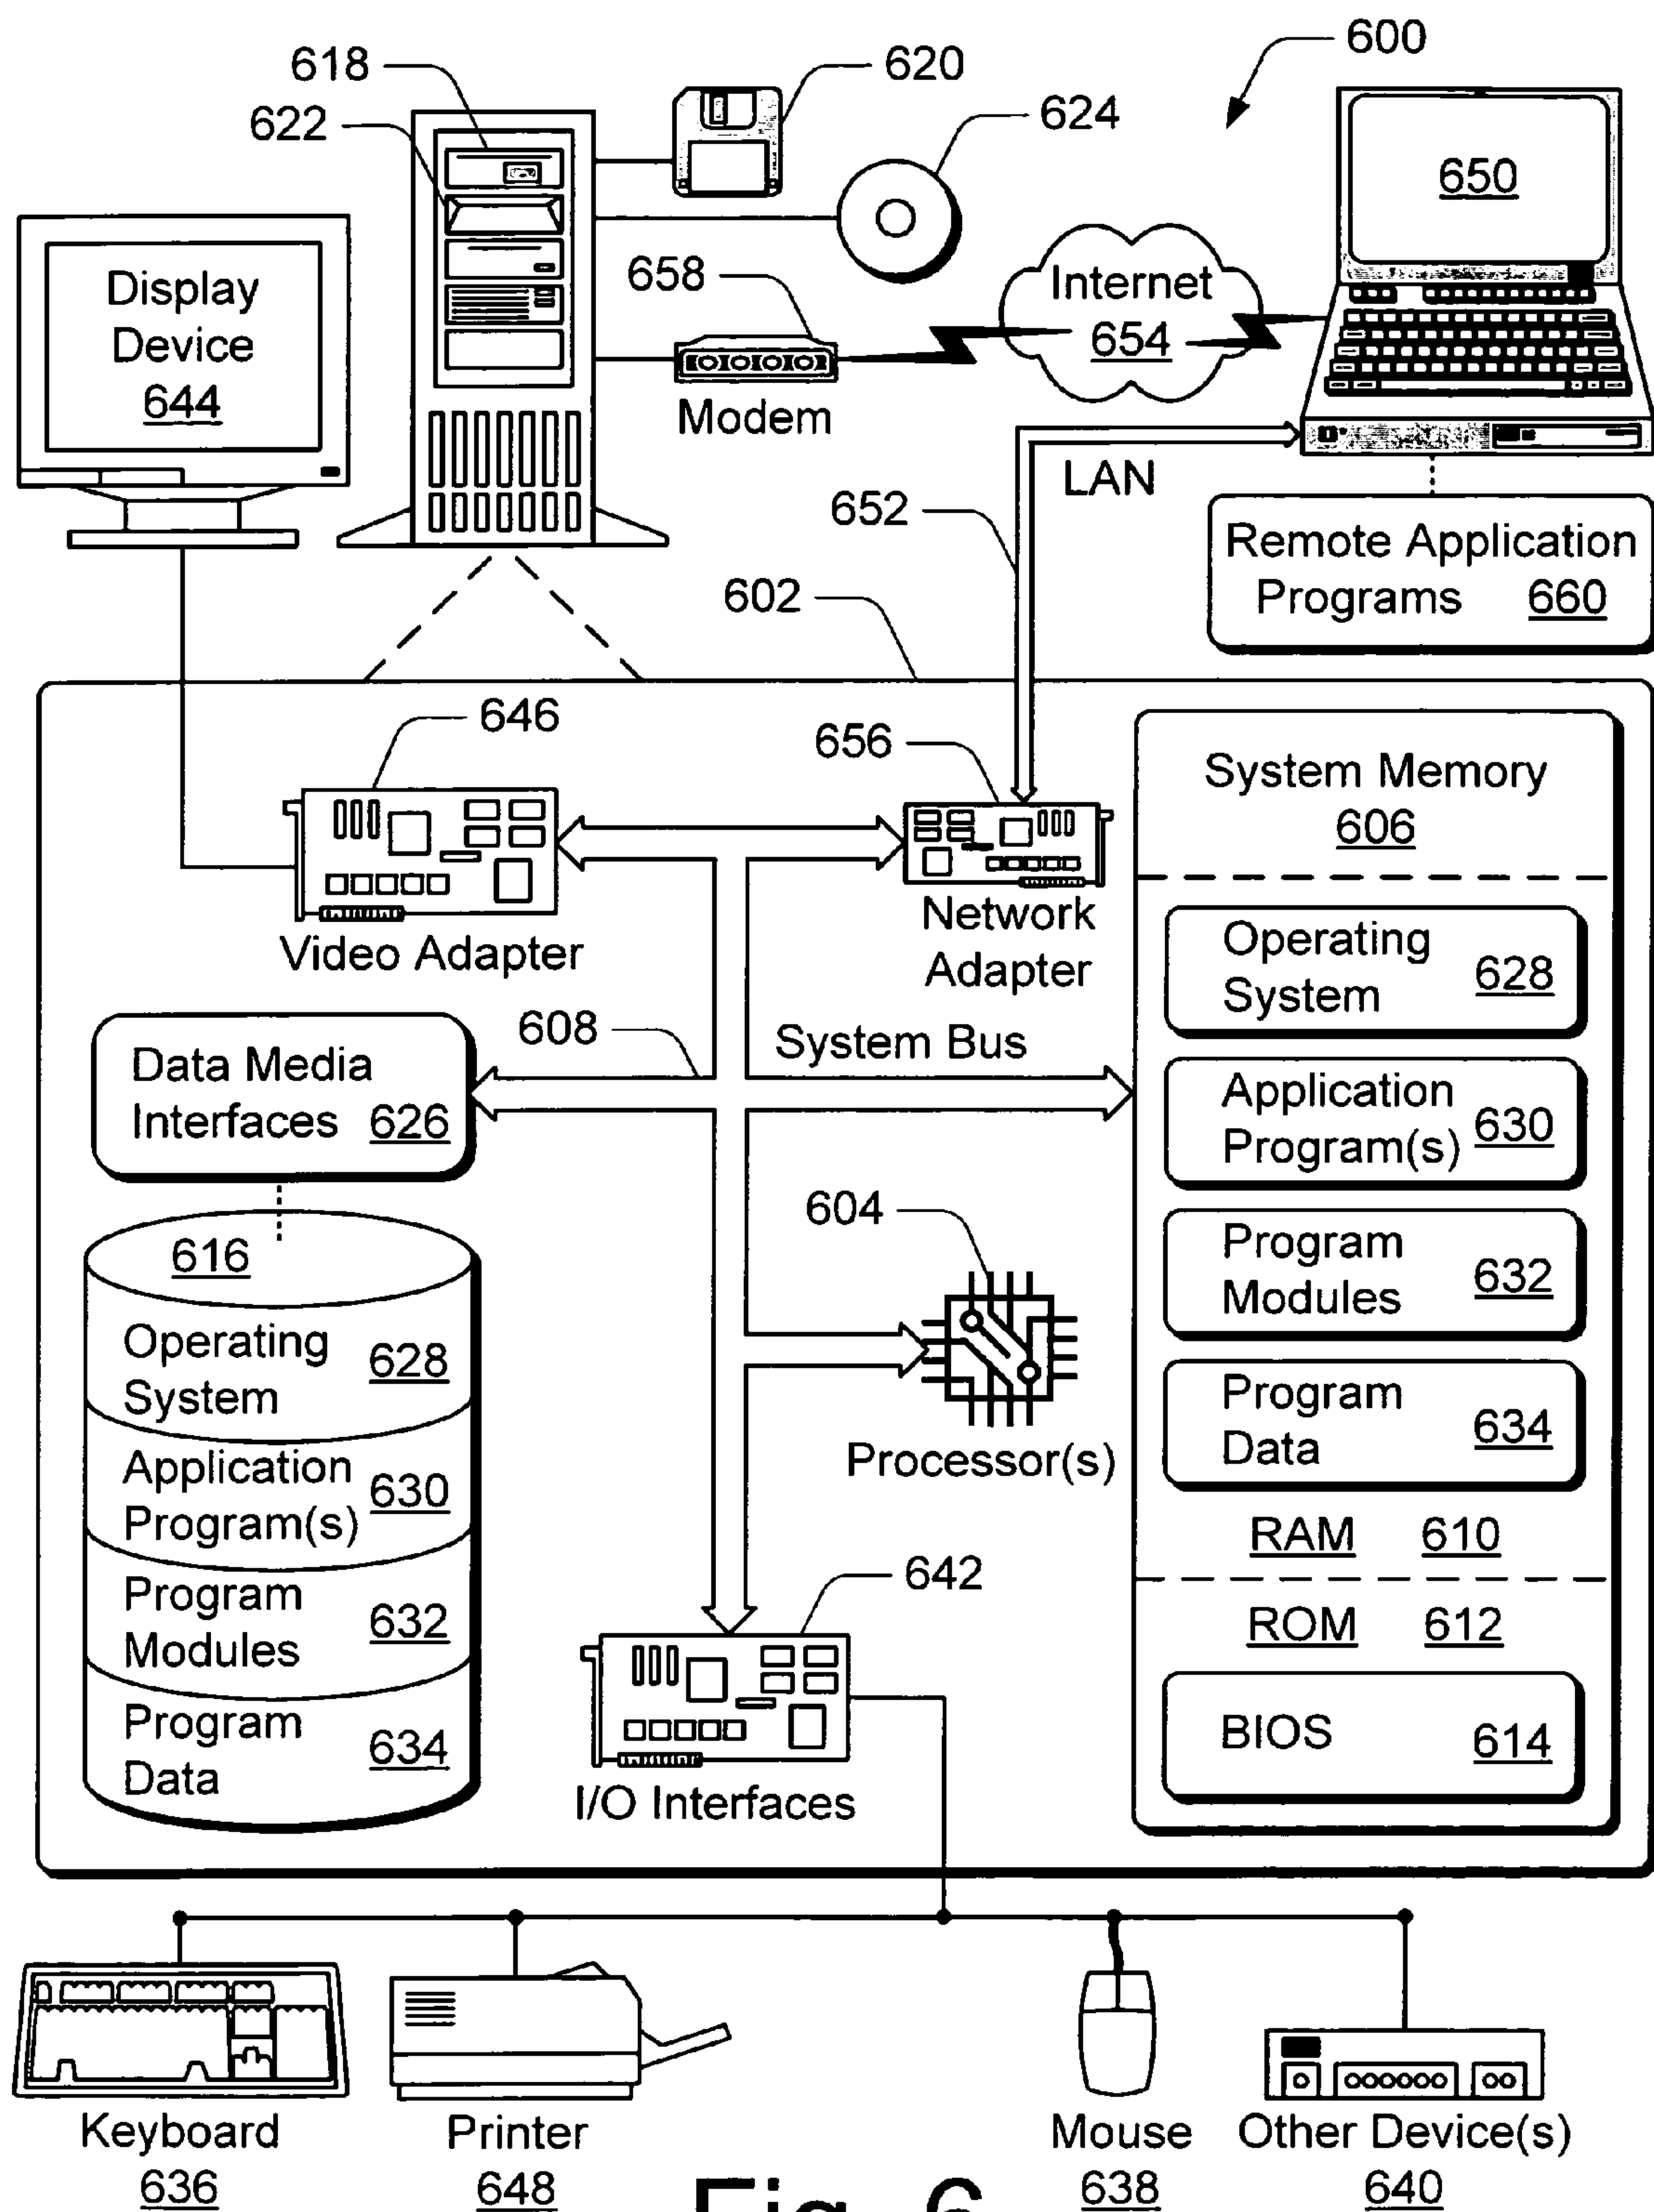 600
618
620
622
624
650
Display
Device
644
658
Internet
654
Modem
LAN
652
Remote Application
Programs 660
602
646
656
System Memory
606
Video Adapter
Network
Adapter
Operating
System 628
608
System Bus
Data Media
Interfaces 626
Application
Program(s) 630
604
Program
Modules 632
616
Operating
System 628
Program
Data 634
Processor(s)
Application
Program(s) 630
RAM 610
642
Program
Modules 632
ROM 612
Program
Data 634
BIOS 614
I/O Interfaces
Keyboard
636
Printer
648
Mouse
638
Other Device(s)
640
Fig. 6